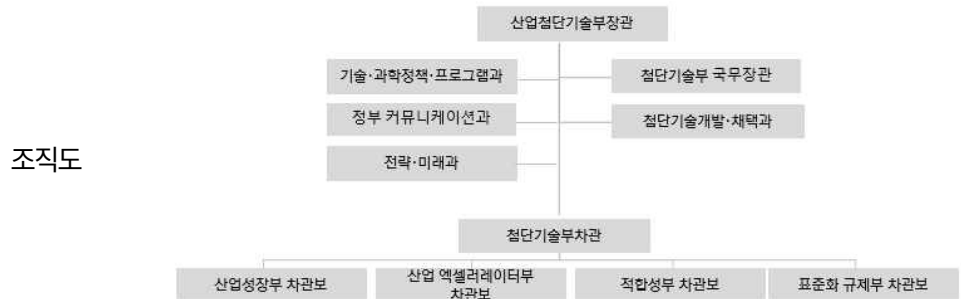 조직도
산업첨단기술부장관
기술·과학정책·프로그램과
첨단기술부 국무장관
정부 커뮤니케이션과
첨단기술개발·채택과
전략·미래과
첨단기술부차관
산업성장부 차관보
산업 엑셀러레이터부
차관보
적합성부 차관보
표준화 규제부 차관보